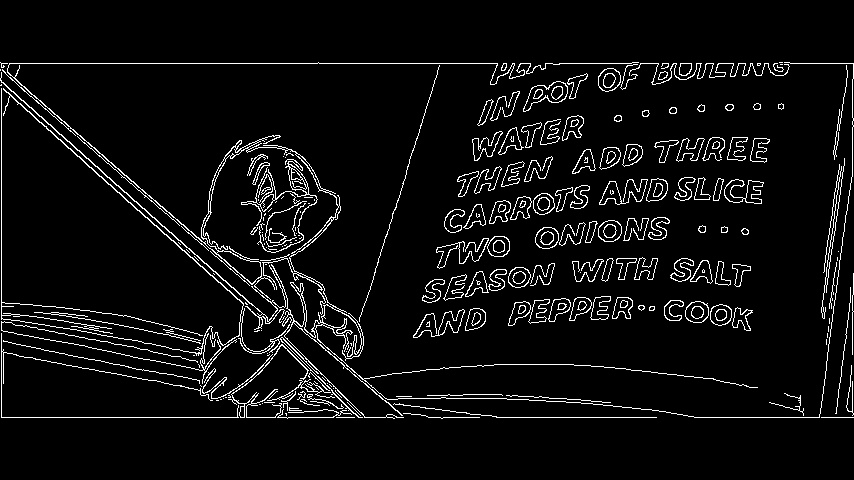 IN POT OF BOILING
WATER . . . . . . .
THEN ADD THREE
CARROTS AND SLICE
TWO ONIONS . . .
SEASON WITH SALT
AND PEPPER·· COOK